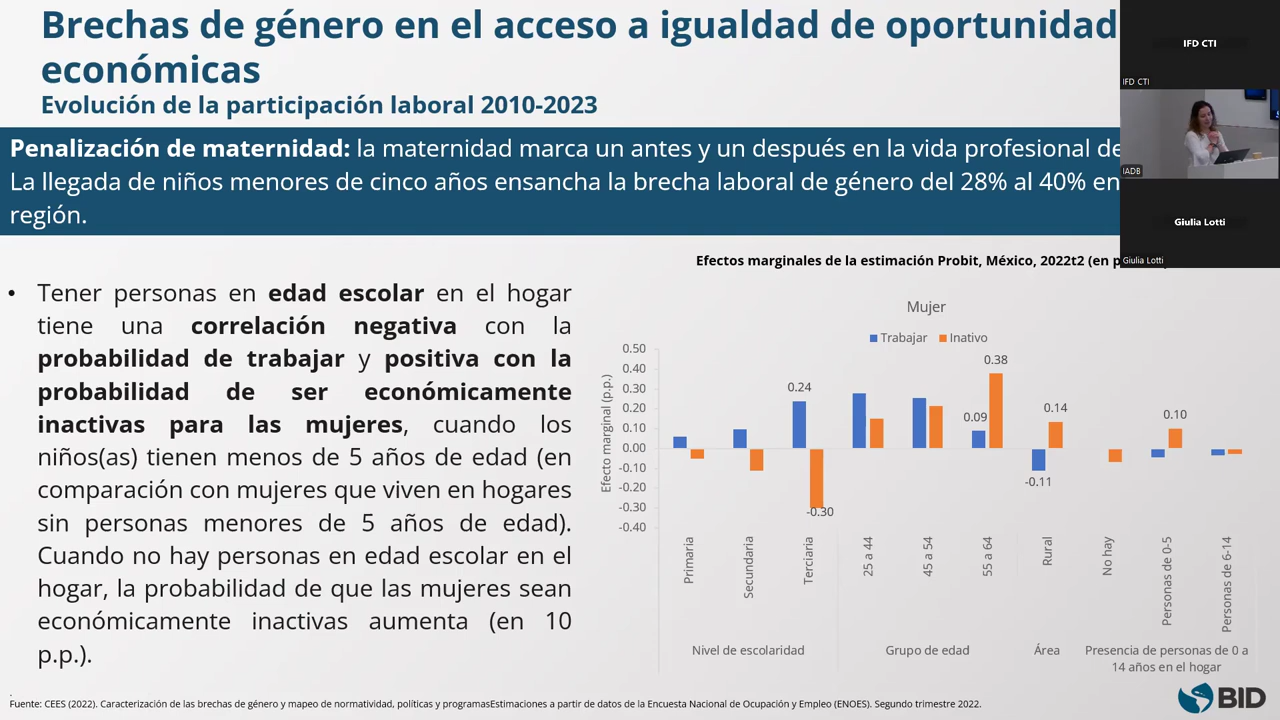 Brechas de género en el acceso a igualdad de oportunidad
económicas
Evolución de la participación laboral 2010-2023
Penalización de maternidad: la maternidad marca un antes y un después en la vida profesional de
La llegada de niños menores de cinco años ensancha la brecha laboral de género del 28% al 40% en
región.
IFD CTI
IFD CTI
IADB
Giulia Lotti
Giulia Lotti
• Tener personas en edad escolar en el hogar
tiene una correlación negativa con la
probabilidad de trabajar y positiva con la
probabilidad de ser económicamente
inactivas para las mujeres, cuando los
niños(as) tienen menos de 5 años de edad (en
comparación con mujeres que viven en hogares
sin personas menores de 5 años de edad).
Cuando no hay personas en edad escolar en el
hogar, la probabilidad de que las mujeres sean
económicamente inactivas aumenta (en 10
p.p.).
Efectos marginales de la estimación Probit, México, 2022t2 (en p
Mujer
Trabajar Inativo
Efecto marginal (p.p.)
0.50
0.40
0.30
0.20
0.10
0.00
-0.10
-0.20
-0.30
-0.40
0.24
-0.30
0.09
0.38
-0.11
0.14
0.10
Primaria
Secundaria
Terciaria
25 a 44
45 a 54
55 a 64
Rural
No hay
Personas de 0-5
Personas de 6-14
Nivel de escolaridad
Grupo de edad
Área
Presencia de personas de 0 a
14 años en el hogar
.
Fuente: CEES (2022). Caracterización de las brechas de género y mapeo de normatividad, políticas y programasEstimaciones a partir de datos de la Encuesta Nacional de Ocupación y Empleo (ENOES). Segundo trimestre 2022.
BID